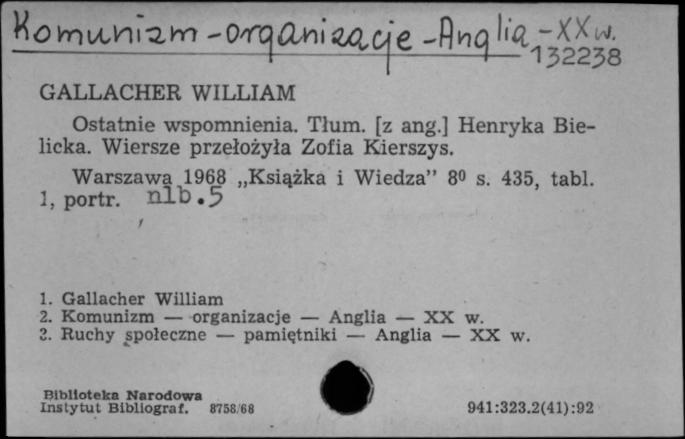 Komunizm - organizacje - Anglia - XX w.
132238
GALLACHER WILLIAM
Ostatnie wspomnienia. Tłum. [z ang.] Henryka Bie-
licka. Wiersze przełożyła Zofia Kierszys.
Warszawa 1968 „Książka i Wiedza” 8⁰ s. 435, tabl.
1, portr. nlb.5
1. Gallacher William
2. Komunizm — organizacje — Anglia — XX w.
3. Ruchy społeczne — pamiętniki — Anglia — XX w.
Biblioteka Narodowa
Instytut Bibliograf. 8758/68
941:323.2(41):92